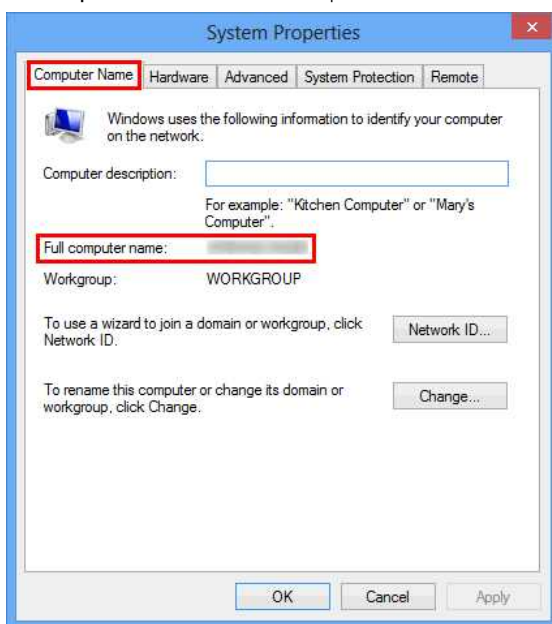 System Properties
Computer Name Hardware Advanced System Protection Remote
Windows uses the following information to identify your computer
on the network.
Computer description:
For example: "Kitchen Computer" or "Mary's
Computer".
Full computer name:
Workgroup: WORKGROUP
To use a wizard to join a domain or workgroup, click
Network ID.
Network ID...
To rename this computer or change its domain or
workgroup, click Change.
Change...
OK Cancel Apply